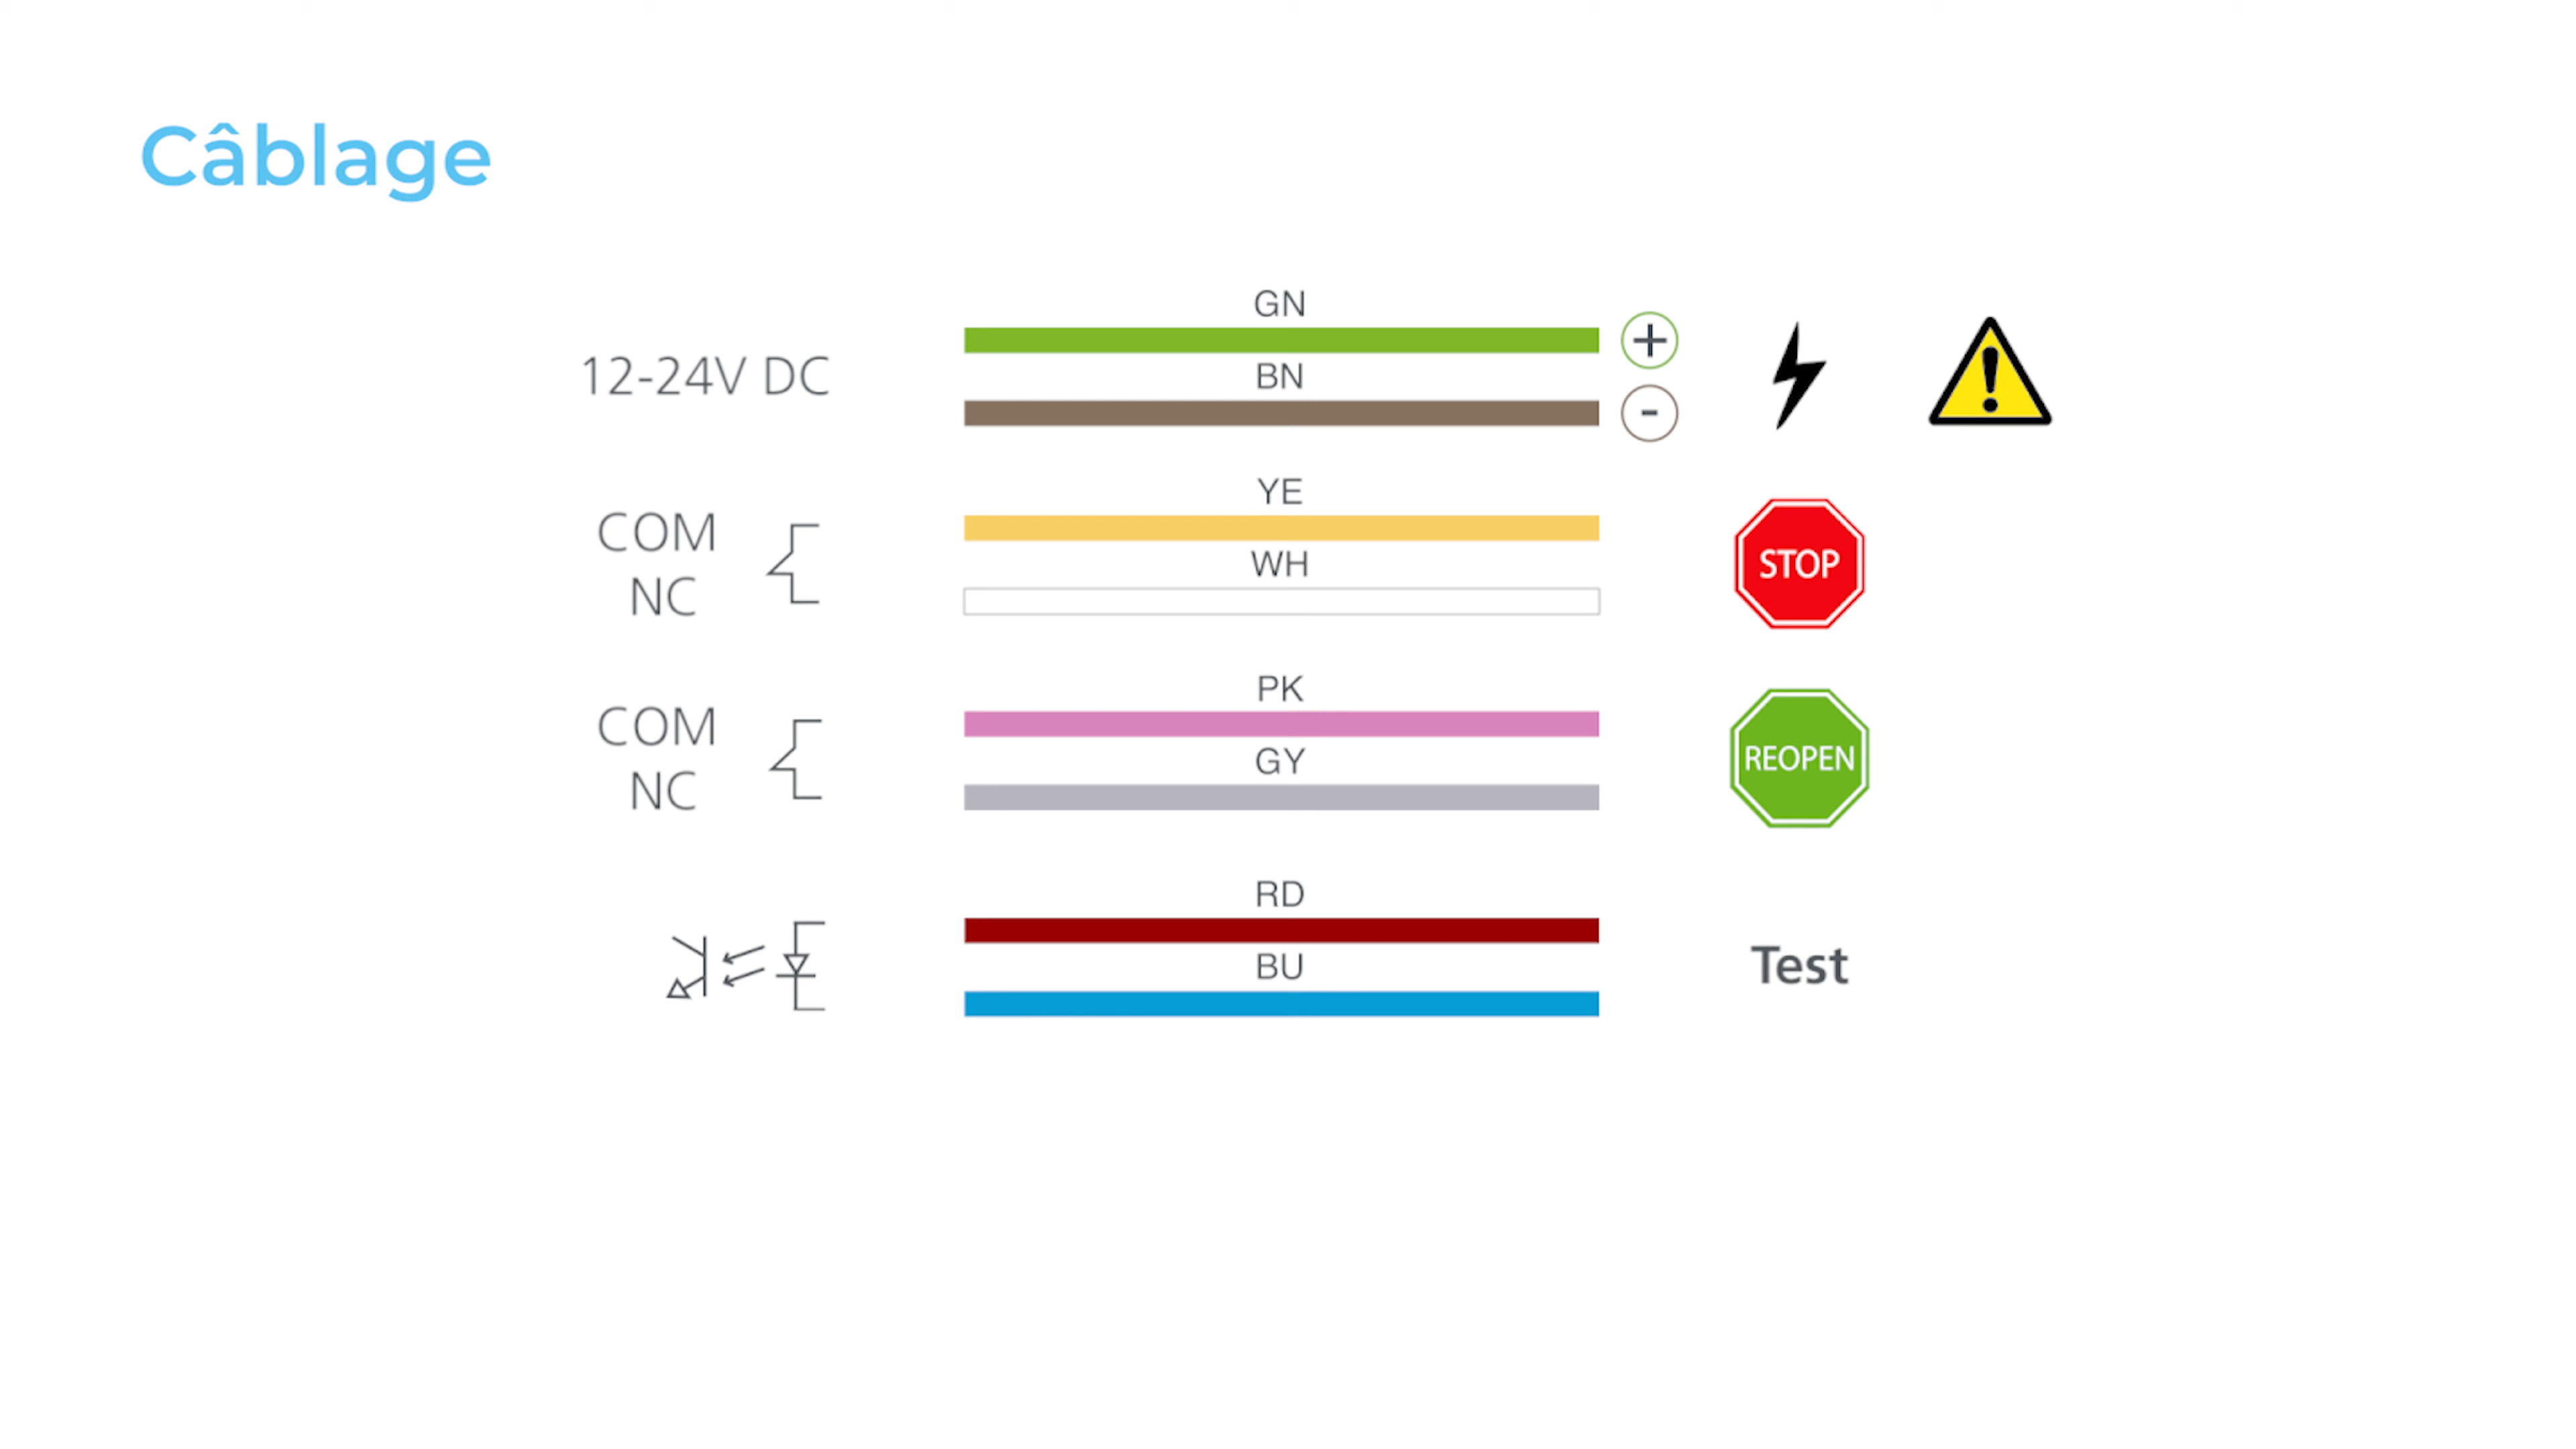 Câblage
GN
12-24V DC
+
BN
-
YE
COM
WH
NC
STOP
PK
COM
GY
NC
REOPEN
RD
BU
Test